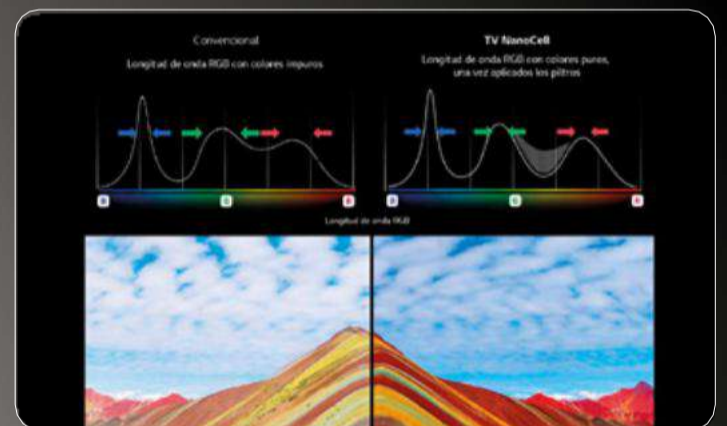 Convencional
Longitud de onda RGB con colores impuros
TV NanoCell
Longitud de onda RGB con colores puros,
una vez aplicados los piltros
B
G
R
B
G
R
Longitud de onda RGB